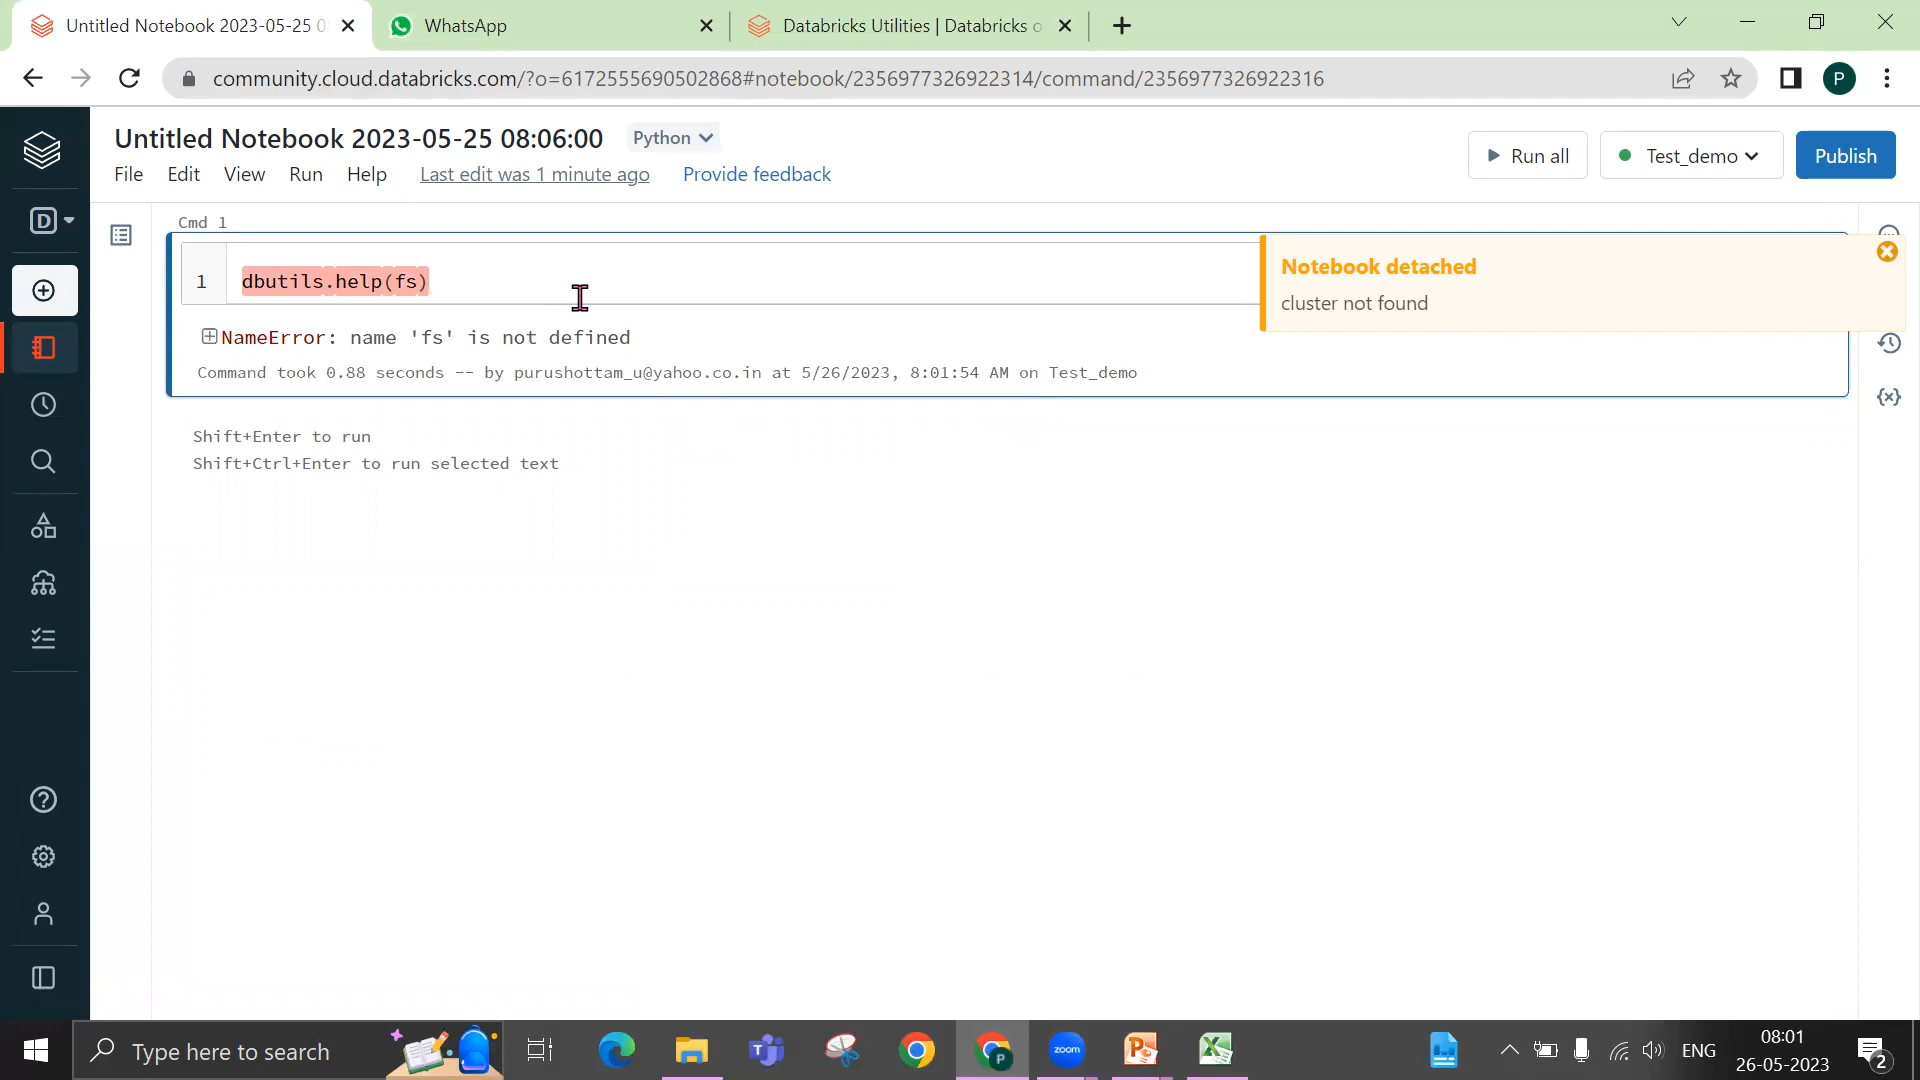 Untitled Notebook 2023-05-25 0
WhatsApp
Databricks Utilities | Databricks o
community.cloud.databricks.com/?o=6172555690502868#notebook/2356977326922314/command/2356977326922316
P
D
Untitled Notebook 2023-05-25 08:06:00
Python
File Edit View Run Help Last edit was 1 minute ago Provide feedback
Run all
Test_demo
Publish
Cmd 1
1 dbutils.help(fs)
Notebook detached
cluster not found
NameError: name 'fs' is not defined
Command took 0.88 seconds -- by purushottam_u@yahoo.co.in at 5/26/2023, 8:01:54 AM on Test_demo
Shift+Enter to run
Shift+Ctrl+Enter to run selected text
Type here to search
zoom
ENG
08:01
26-05-2023
2